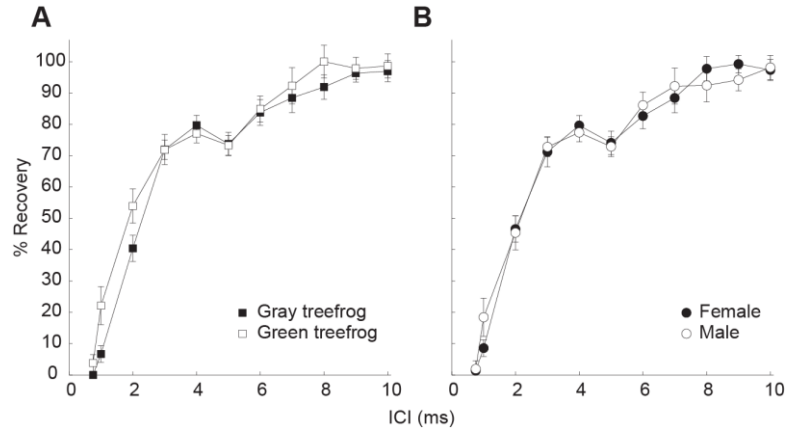 A
B
% Recovery
100
90
80
70
60
50
40
30
20
10
0
Gray treefrog
Green treefrog
Female
Male
0 2 4 6 8 10
0 2 4 6 8 10
ICI (ms)